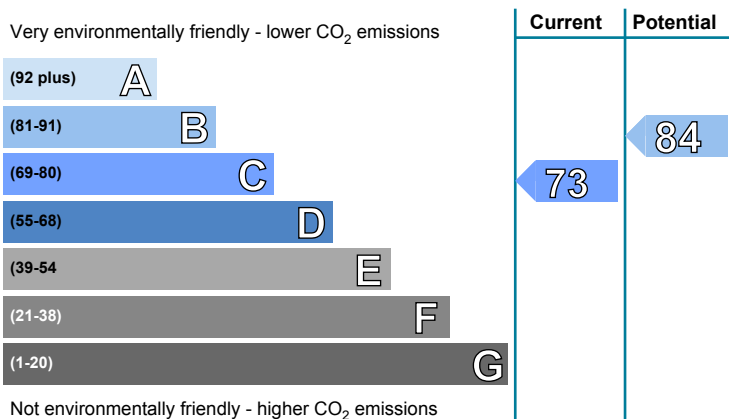 Very environmentally friendly - lower CO2 emissions
Current
Potential
(92 plus) A
(81-91) B
84
(69-80) C
73
(55-68) D
(39-54 E
(21-38) F
(1-20) G
Not environmentally friendly - higher CO2 emissions